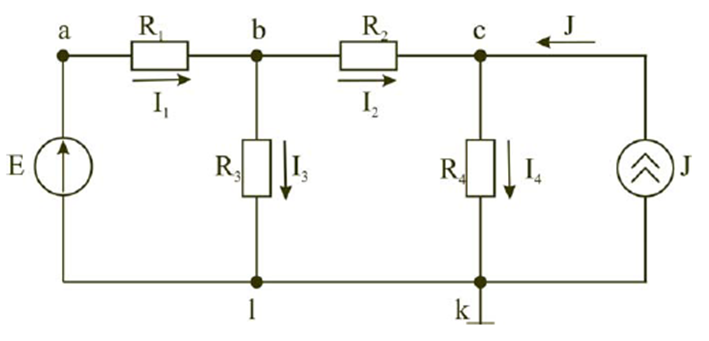 a R₁ b R₂ c J
I₁ I₂
E R₃ I₃ R₄ I₄ J
l k